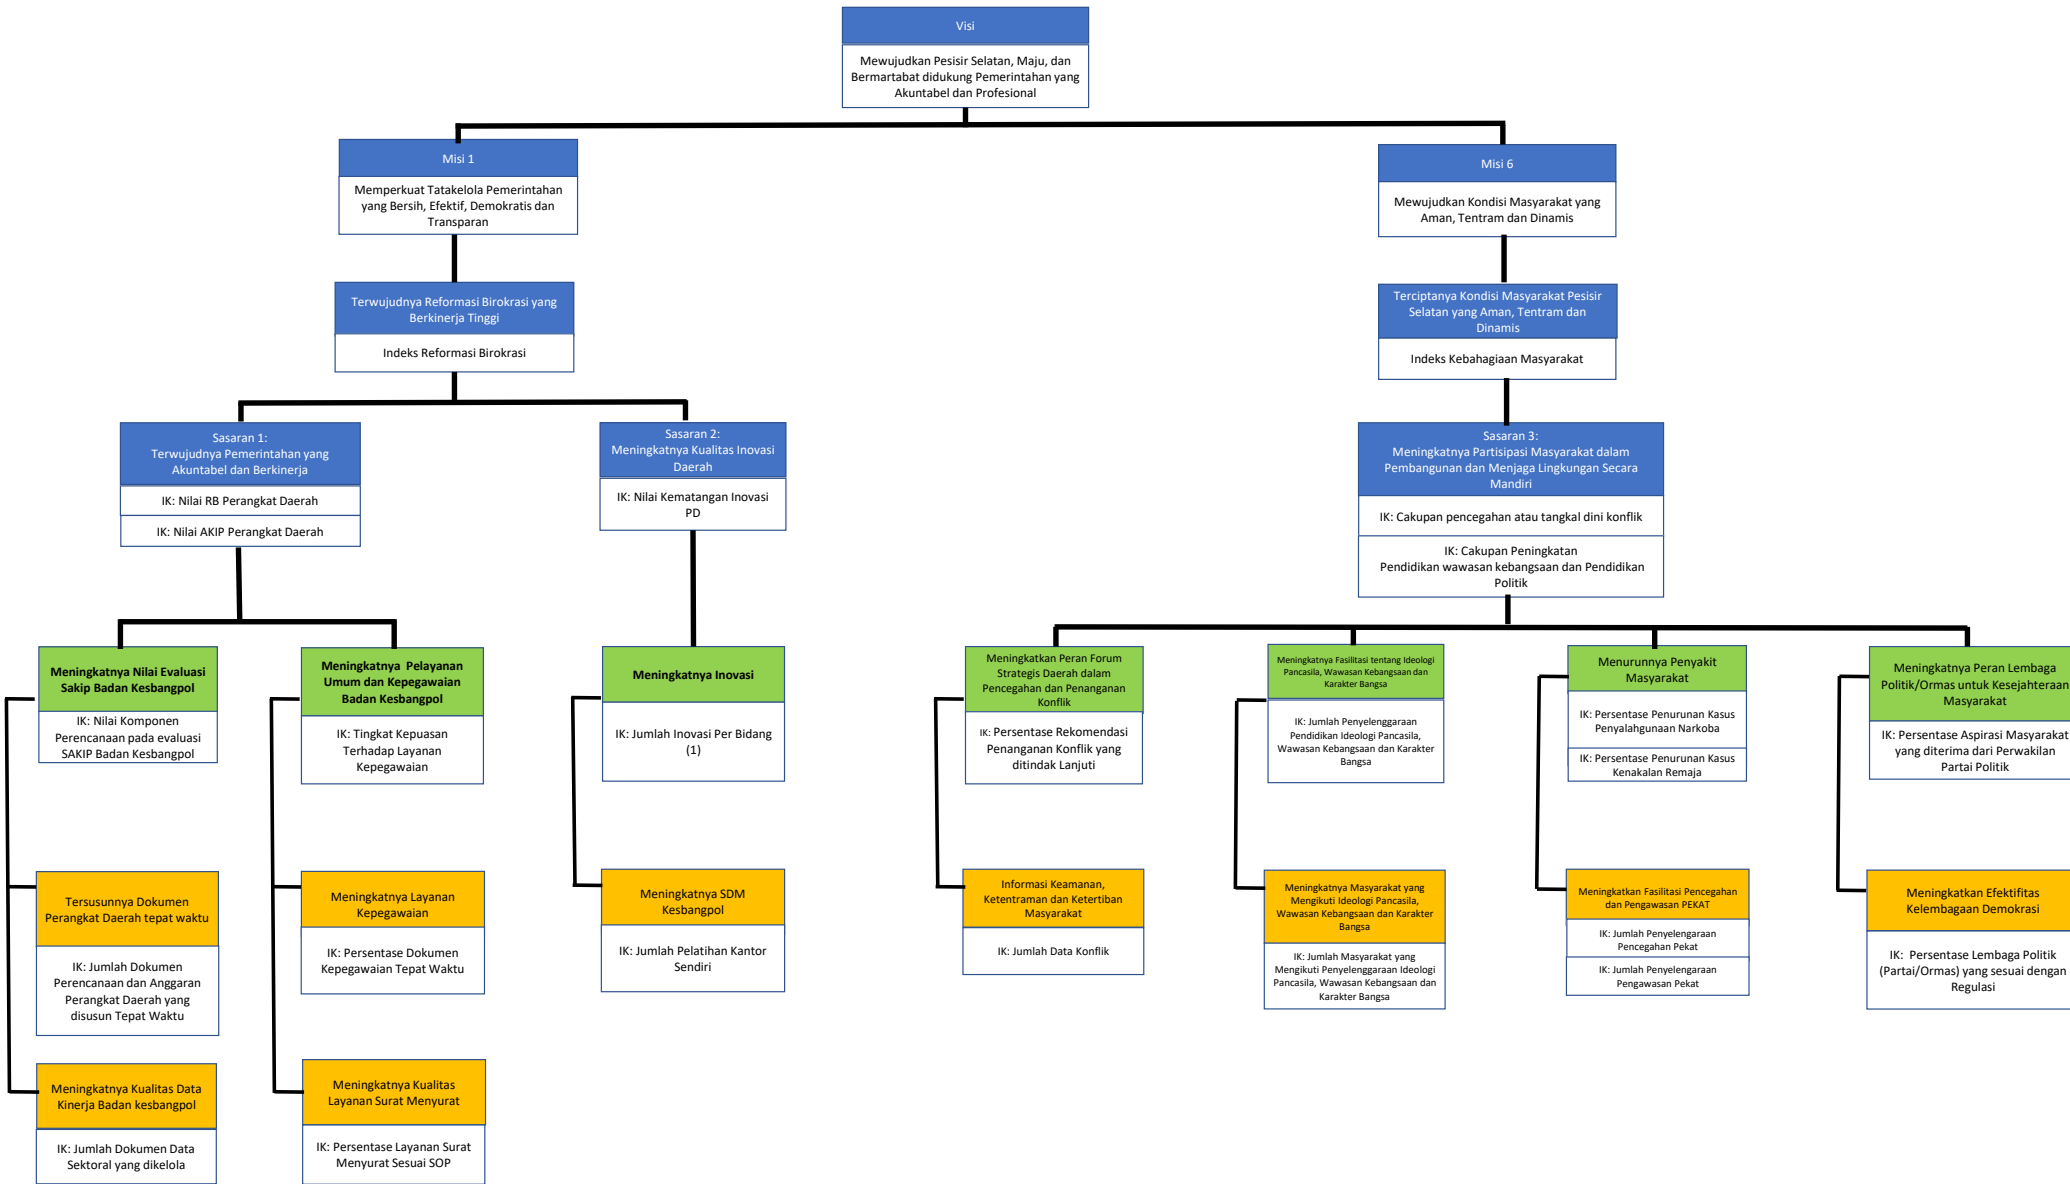 Visi
Mewujudkan Pesisir Selatan, Maju, dan
Bermartabat didukung Pemerintahan yang
Akuntabel dan Profesional
Misi 1
Memperkuat Tatakelola Pemerintahan
yang Bersih, Efektif, Demokratis dan
Transparan
Misi 6
Mewujudkan Kondisi Masyarakat yang
Aman, Tentram dan Dinamis
Terwujudnya Reformasi Birokrasi yang
Berkinerja Tinggi
Indeks Reformasi Birokrasi
Terciptanya Kondisi Masyarakat Pesisir
Selatan yang Aman, Tentram dan
Dinamis
Indeks Kebahagiaan Masyarakat
Sasaran 1:
Terwujudnya Pemerintahan yang
Akuntabel dan Berkinerja
IK: Nilai RB Perangkat Daerah
IK: Nilai AKIP Perangkat Daerah
Sasaran 2:
Meningkatnya Kualitas Inovasi
Daerah
IK: Nilai Kematangan Inovasi
PD
Sasaran 3:
Meningkatnya Partisipasi Masyarakat dalam
Pembangunan dan Menjaga Lingkungan Secara
Mandiri
IK: Cakupan pencegahan atau tangkal dini konflik
IK: Cakupan Peningkatan
Pendidikan wawasan kebangsaan dan Pendidikan
Politik
Meningkatnya Nilai Evaluasi
Sakip Badan Kesbangpol
IK: Nilai Komponen
Perencanaan pada evaluasi
SAKIP Badan Kesbangpol
Meningkatnya  Pelayanan
Umum dan Kepegawaian
Badan Kesbangpol
IK: Tingkat Kepuasan
Terhadap Layanan
Kepegawaian
Meningkatnya Inovasi
IK: Jumlah Inovasi Per Bidang
(1)
Meningkatkan Peran Forum
Strategis Daerah dalam
Pencegahan dan Penanganan
Konflik
IK: Persentase Rekomendasi
Penanganan Konflik yang
ditindak Lanjuti
Meningkatnya Fasilitasi tentang Ideologi
Pancasila, Wawasan Kebangsaan dan
Karakter Bangsa
IK: Jumlah Penyelenggaraan
Pendidikan Ideologi Pancasila,
Wawasan Kebangsaan dan Karakter
Bangsa
Menurunnya Penyakit
Masyarakat
IK: Persentase Penurunan Kasus
Penyalahgunaan Narkoba
IK: Persentase Penurunan Kasus
Kenakalan Remaja
Meningkatnya Peran Lembaga
Politik/Ormas untuk Kesejahteraan
Masyarakat
IK: Persentase Aspirasi Masyarakat
yang diterima dari Perwakilan
Partai Politik
Tersusunnya Dokumen
Perangkat Daerah tepat waktu
IK: Jumlah Dokumen
Perencanaan dan Anggaran
Perangkat Daerah yang
disusun Tepat Waktu
Meningkatnya Layanan
Kepegawaian
IK: Persentase Dokumen
Kepegawaian Tepat Waktu
Meningkatnya SDM
Kesbangpol
IK: Jumlah Pelatihan Kantor
Sendiri
Informasi Keamanan,
Ketentraman dan Ketertiban
Masyarakat
IK: Jumlah Data Konflik
Meningkatnya Masyarakat yang
Mengikuti Ideologi Pancasila,
Wawasan Kebangsaan dan Karakter
Bangsa
IK: Jumlah Masyarakat yang
Mengikuti Penyelenggaraan Ideologi
Pancasila, Wawasan Kebangsaan dan
Karakter Bangsa
Meningkatkan Fasilitasi Pencegahan
dan Pengawasan PEKAT
IK: Jumlah Penyelengaraan
Pencegahan Pekat
IK: Jumlah Penyelengaraan
Pengawasan Pekat
Meningkatkan Efektifitas
Kelembagaan Demokrasi
IK:  Persentase Lembaga Politik
(Partai/Ormas) yang sesuai dengan
Regulasi
Meningkatnya Kualitas Data
Kinerja Badan kesbangpol
IK: Jumlah Dokumen Data
Sektoral yang dikelola
Meningkatnya Kualitas
Layanan Surat Menyurat
IK: Persentase Layanan Surat
Menyurat Sesuai SOP